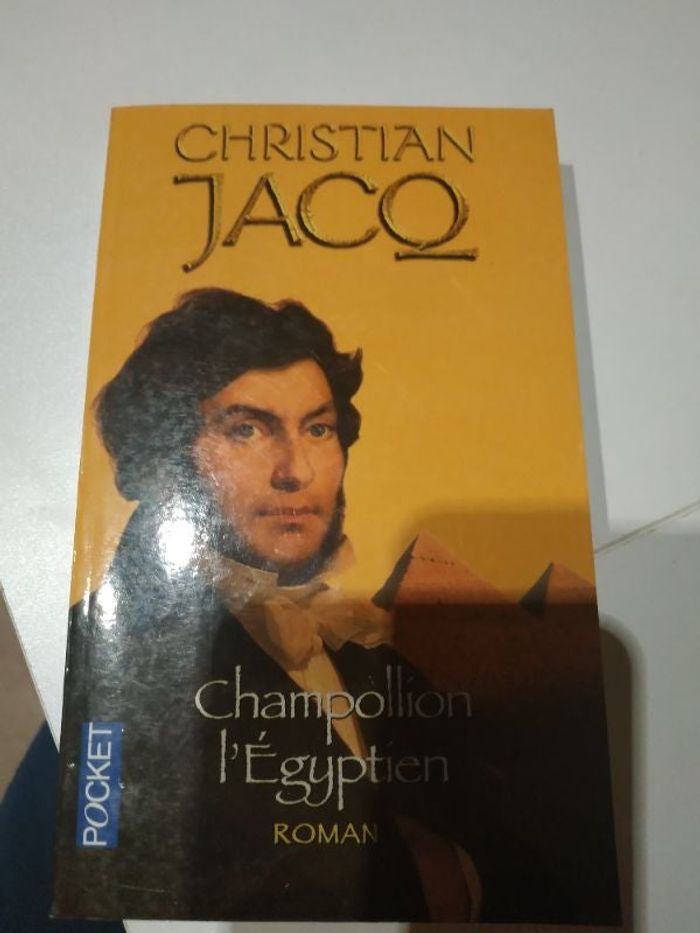 CHRISTIAN
JACQ
Champollion
l'Égyptien
ROMAN
POCKET